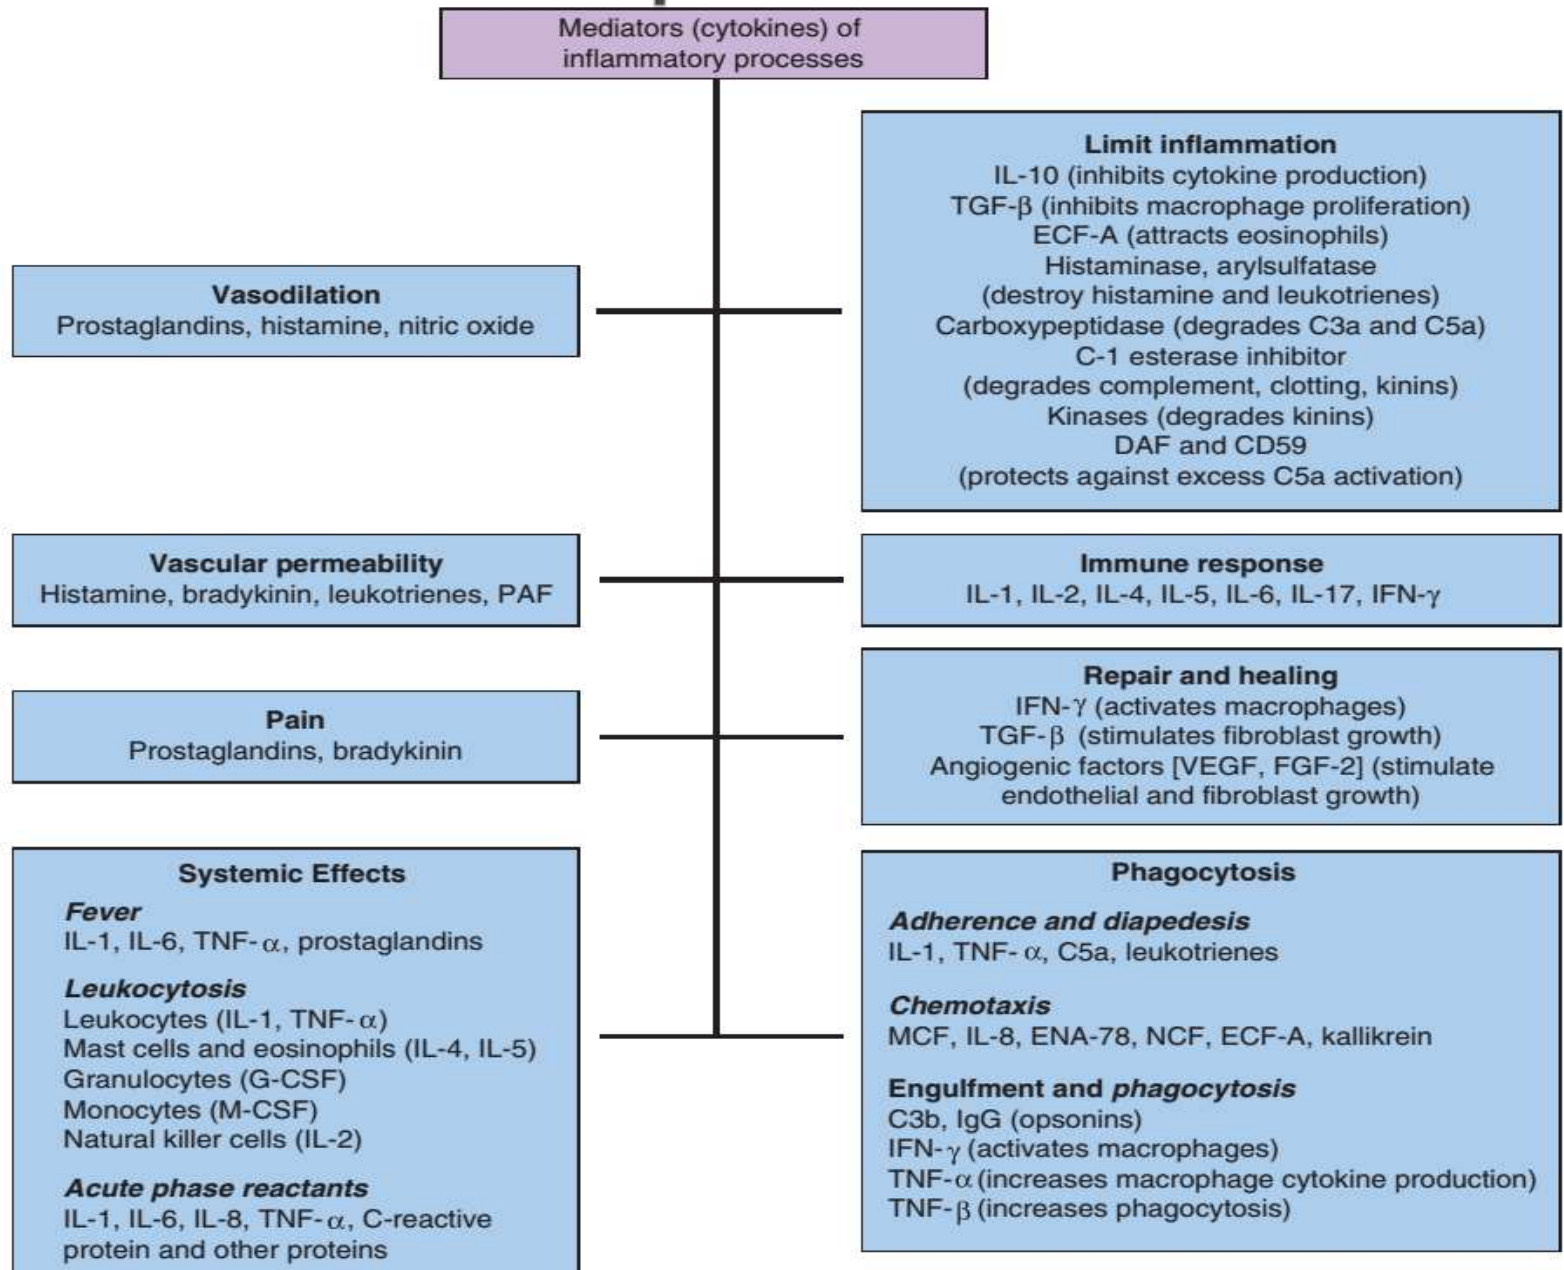 Mediators (cytokines) of
inflammatory processes
Limit inflammation
IL-10 (inhibits cytokine production)
TGF-β (inhibits macrophage proliferation)
ECF-A (attracts eosinophils)
Histaminase, arylsulfatase
(destroy histamine and leukotrienes)
Carboxypeptidase (degrades C3a and C5a)
C-1 esterase inhibitor
(degrades complement, clotting, kinins)
Kinases (degrades kinins)
DAF and CD59
(protects against excess C5a activation)
Vasodilation
Prostaglandins, histamine, nitric oxide
Vascular permeability
Histamine, bradykinin, leukotrienes, PAF
Immune response
IL-1, IL-2, IL-4, IL-5, IL-6, IL-17, IFN-γ
Pain
Prostaglandins, bradykinin
Repair and healing
IFN-γ (activates macrophages)
TGF-β (stimulates fibroblast growth)
Angiogenic factors [VEGF, FGF-2] (stimulate
endothelial and fibroblast growth)
Systemic Effects
Fever
IL-1, IL-6, TNF-α, prostaglandins
Leukocytosis
Leukocytes (IL-1, TNF-α)
Mast cells and eosinophils (IL-4, IL-5)
Granulocytes (G-CSF)
Monocytes (M-CSF)
Natural killer cells (IL-2)
Acute phase reactants
IL-1, IL-6, IL-8, TNF-α, C-reactive
protein and other proteins
Phagocytosis
Adherence and diapedesis
IL-1, TNF-α, C5a, leukotrienes
Chemotaxis
MCF, IL-8, ENA-78, NCF, ECF-A, kallikrein
Engulfment and phagocytosis
C3b, IgG (opsonins)
IFN-γ (activates macrophages)
TNF-α (increases macrophage cytokine production)
TNF-β (increases phagocytosis)